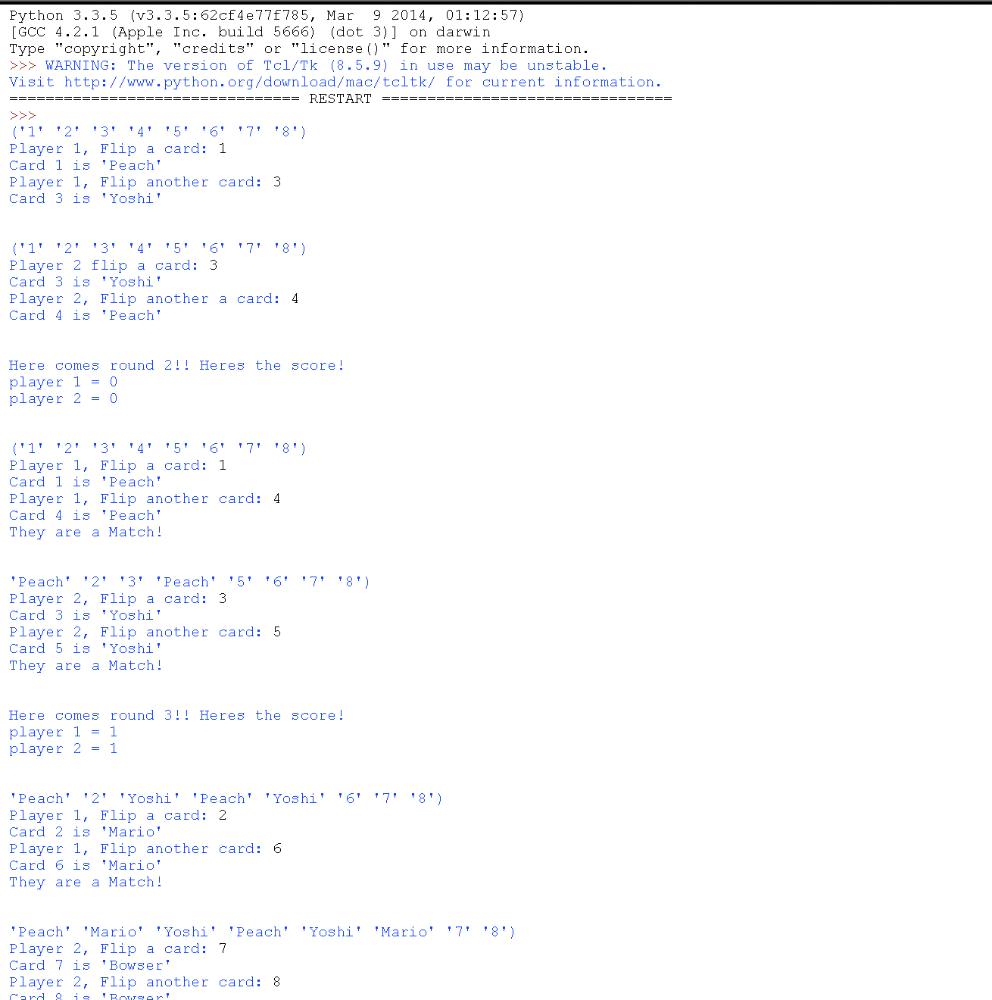 Python 3.3.5 (v3.3.5:62cf4e77f785, Mar  9 2014, 01:12:57)
[GCC 4.2.1 (Apple Inc. build 5666) (dot 3)] on darwin
Type "copyright", "credits" or "license()" for more information.
>>> WARNING: The version of Tcl/Tk (8.5.9) in use may be unstable.
Visit http://www.python.org/download/mac/tcltk/ for current information.
================================ RESTART ================================
>>>
('1' '2' '3' '4' '5' '6' '7' '8')
Player 1, Flip a card: 1
Card 1 is 'Peach'
Player 1, Flip another card: 3
Card 3 is 'Yoshi'
('1' '2' '3' '4' '5' '6' '7' '8')
Player 2 flip a card: 3
Card 3 is 'Yoshi'
Player 2, Flip another a card: 4
Card 4 is 'Peach'
Here comes round 2!! Heres the score!
player 1 = 0
player 2 = 0
('1' '2' '3' '4' '5' '6' '7' '8')
Player 1, Flip a card: 1
Card 1 is 'Peach'
Player 1, Flip another card: 4
Card 4 is 'Peach'
They are a Match!
'Peach' '2' '3' 'Peach' '5' '6' '7' '8')
Player 2, Flip a card: 3
Card 3 is 'Yoshi'
Player 2, Flip another card: 5
Card 5 is 'Yoshi'
They are a Match!
Here comes round 3!! Heres the score!
player 1 = 1
player 2 = 1
'Peach' '2' 'Yoshi' 'Peach' 'Yoshi' '6' '7' '8')
Player 1, Flip a card: 2
Card 2 is 'Mario'
Player 1, Flip another card: 6
Card 6 is 'Mario'
They are a Match!
'Peach' 'Mario' 'Yoshi' 'Peach' 'Yoshi' 'Mario' '7' '8')
Player 2, Flip a card: 7
Card 7 is 'Bowser'
Player 2, Flip another card: 8
Card 8 is 'Bowser'